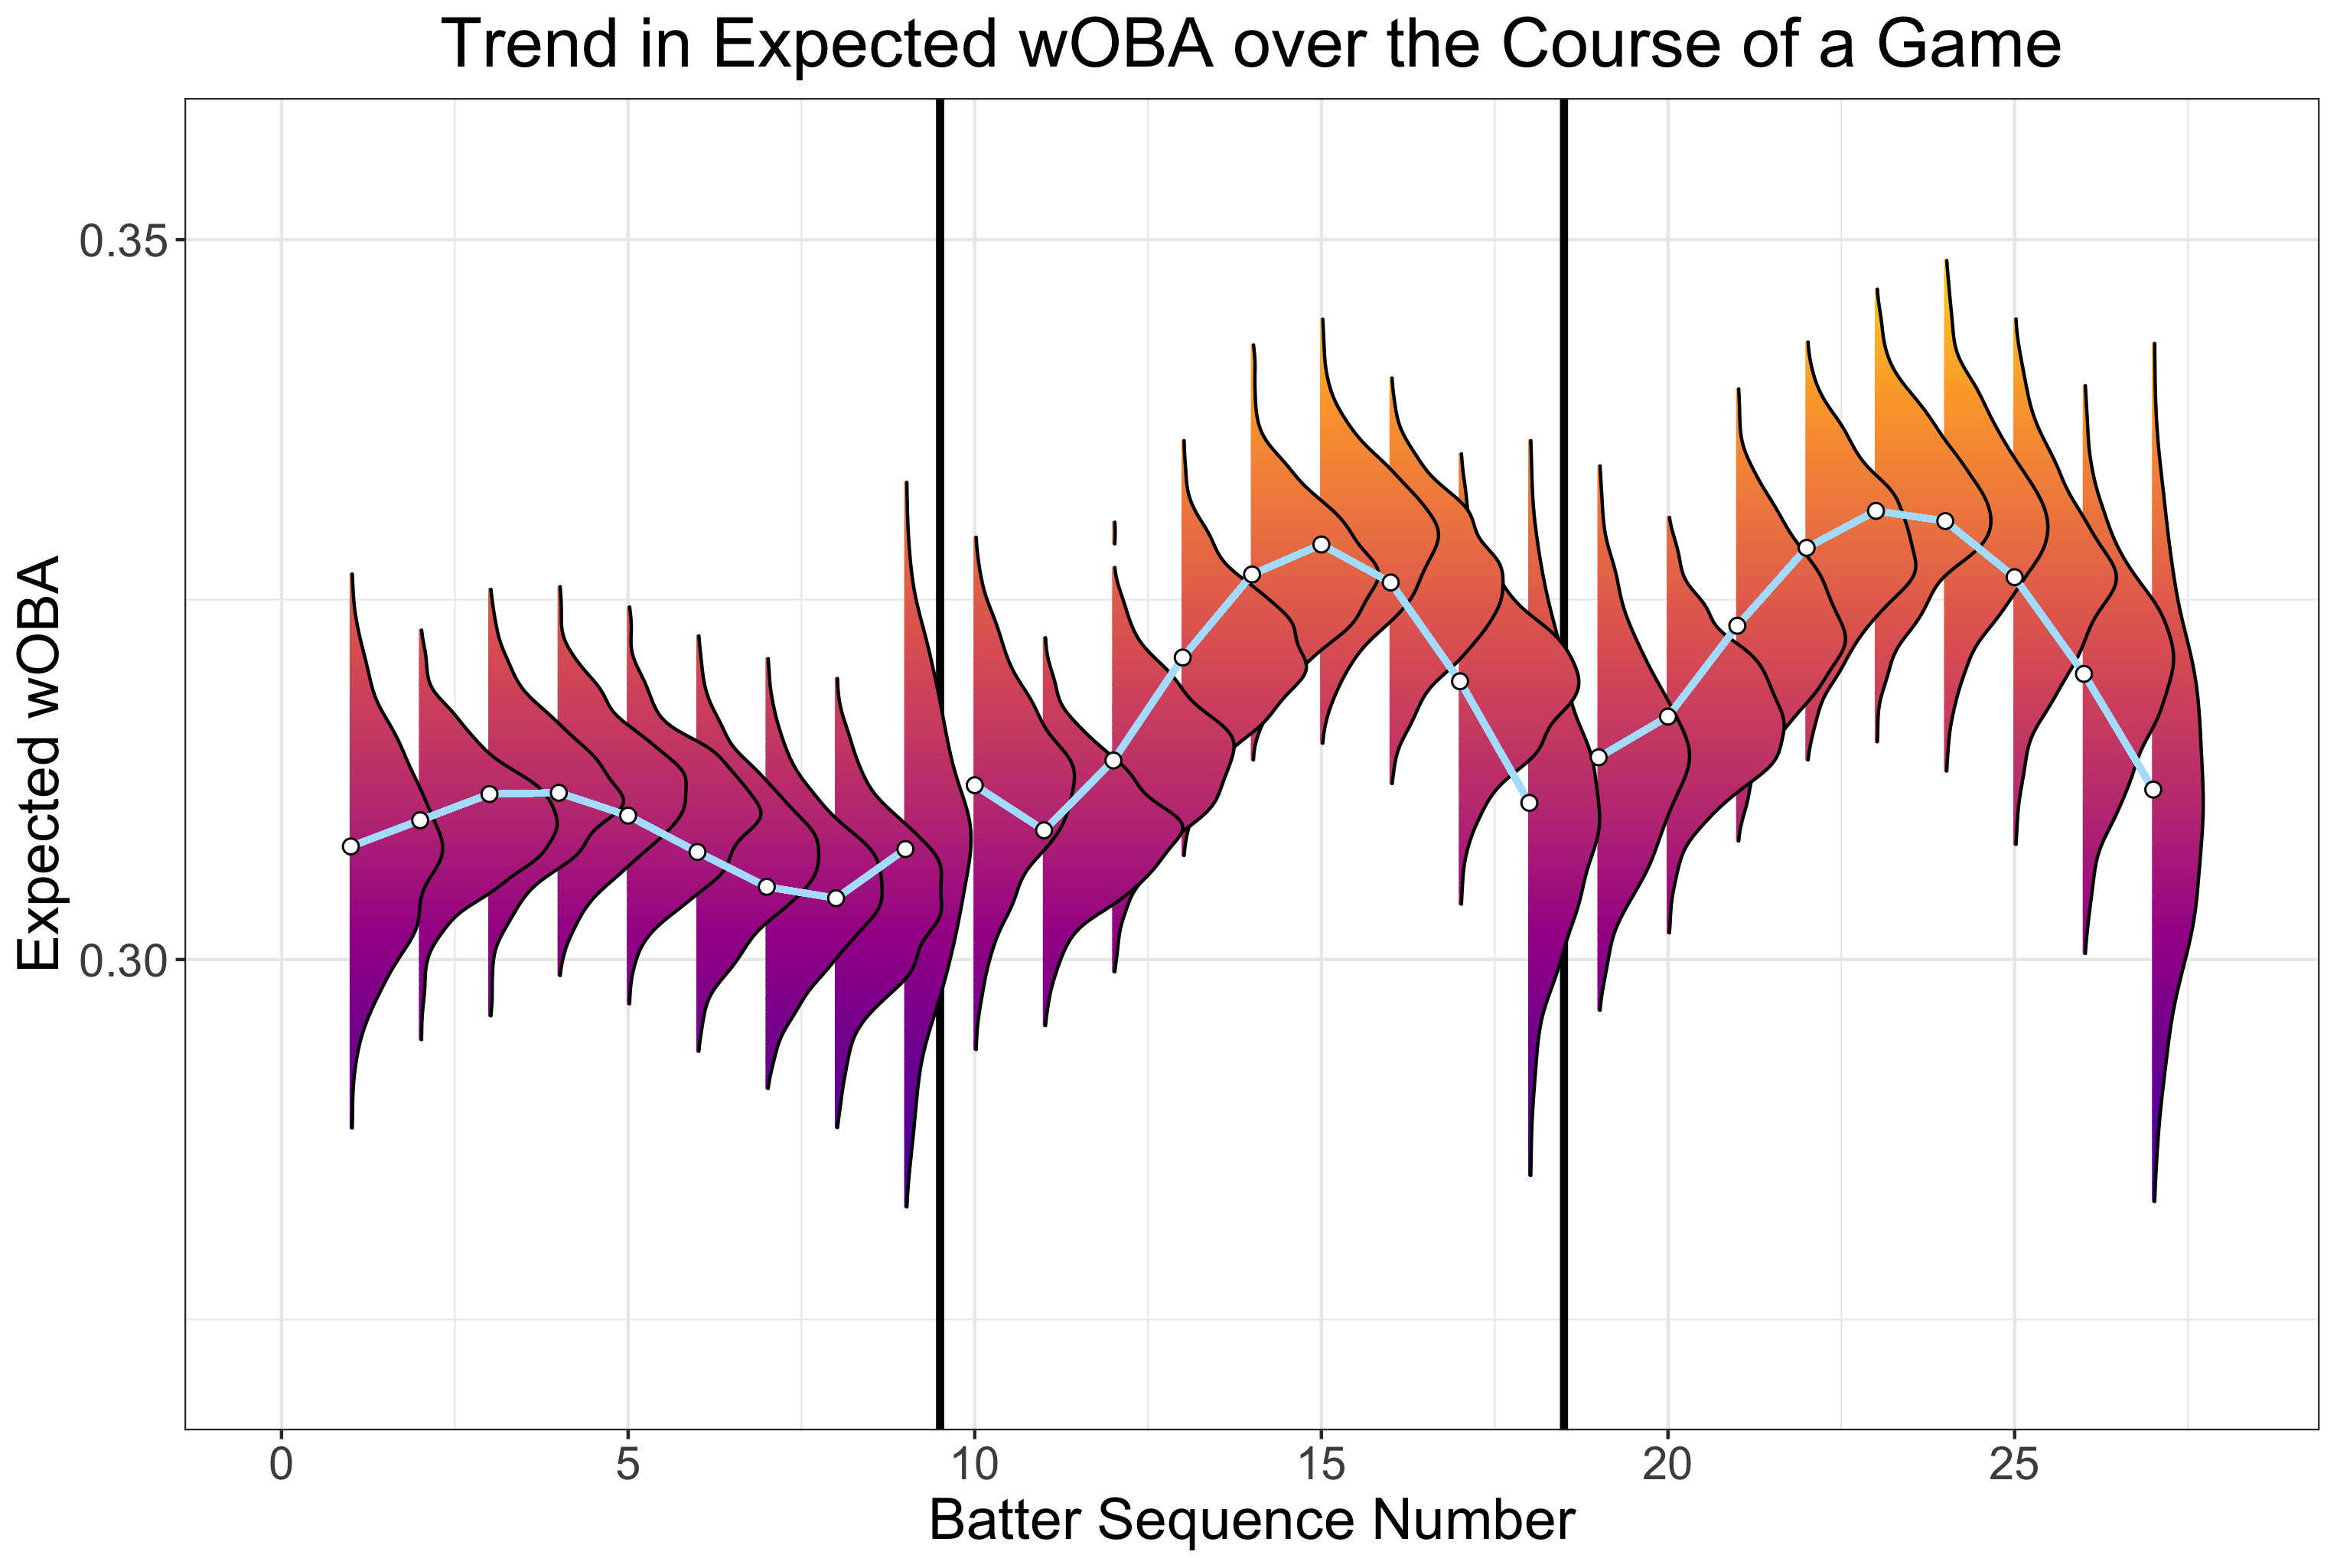 Trend in Expected wOBA over the Course of a Game
Expected wOBA
0.35
0.30
0 5 10 15 20 25
Batter Sequence Number